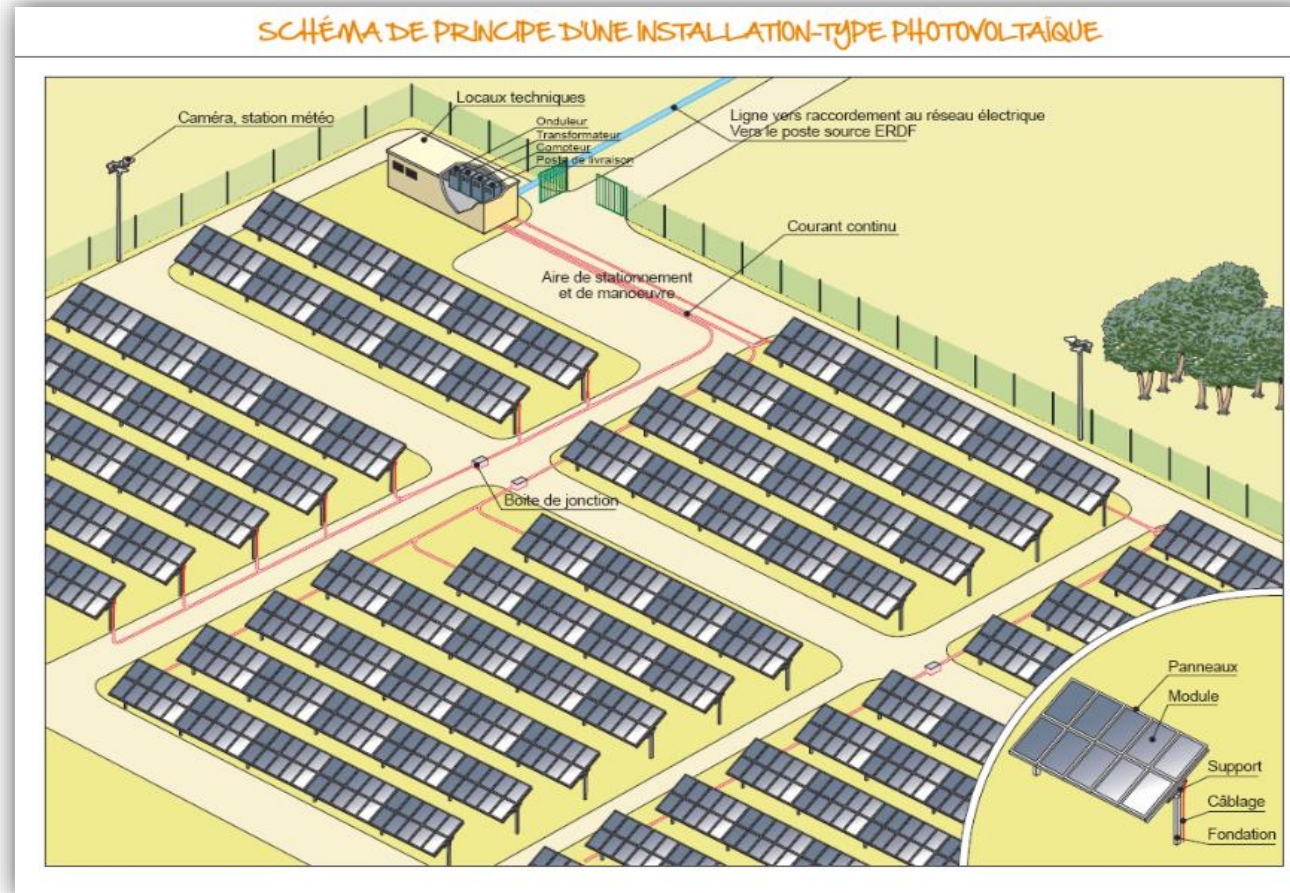 SCHÉMA DE PRINCIPE D'UNE INSTALLATION-TYPE PHOTOVOLTAÏQUE
Caméra, station météo
Locaux techniques
Onduleur
Transformateur
Compteur
Poste de livraison
Ligne vers raccordement au réseau électrique
Vers le poste source ERDF
Courant continu
Aire de stationnement
et de manoeuvre
Boite de jonction
Panneaux
Module
Support
Câblage
Fondation